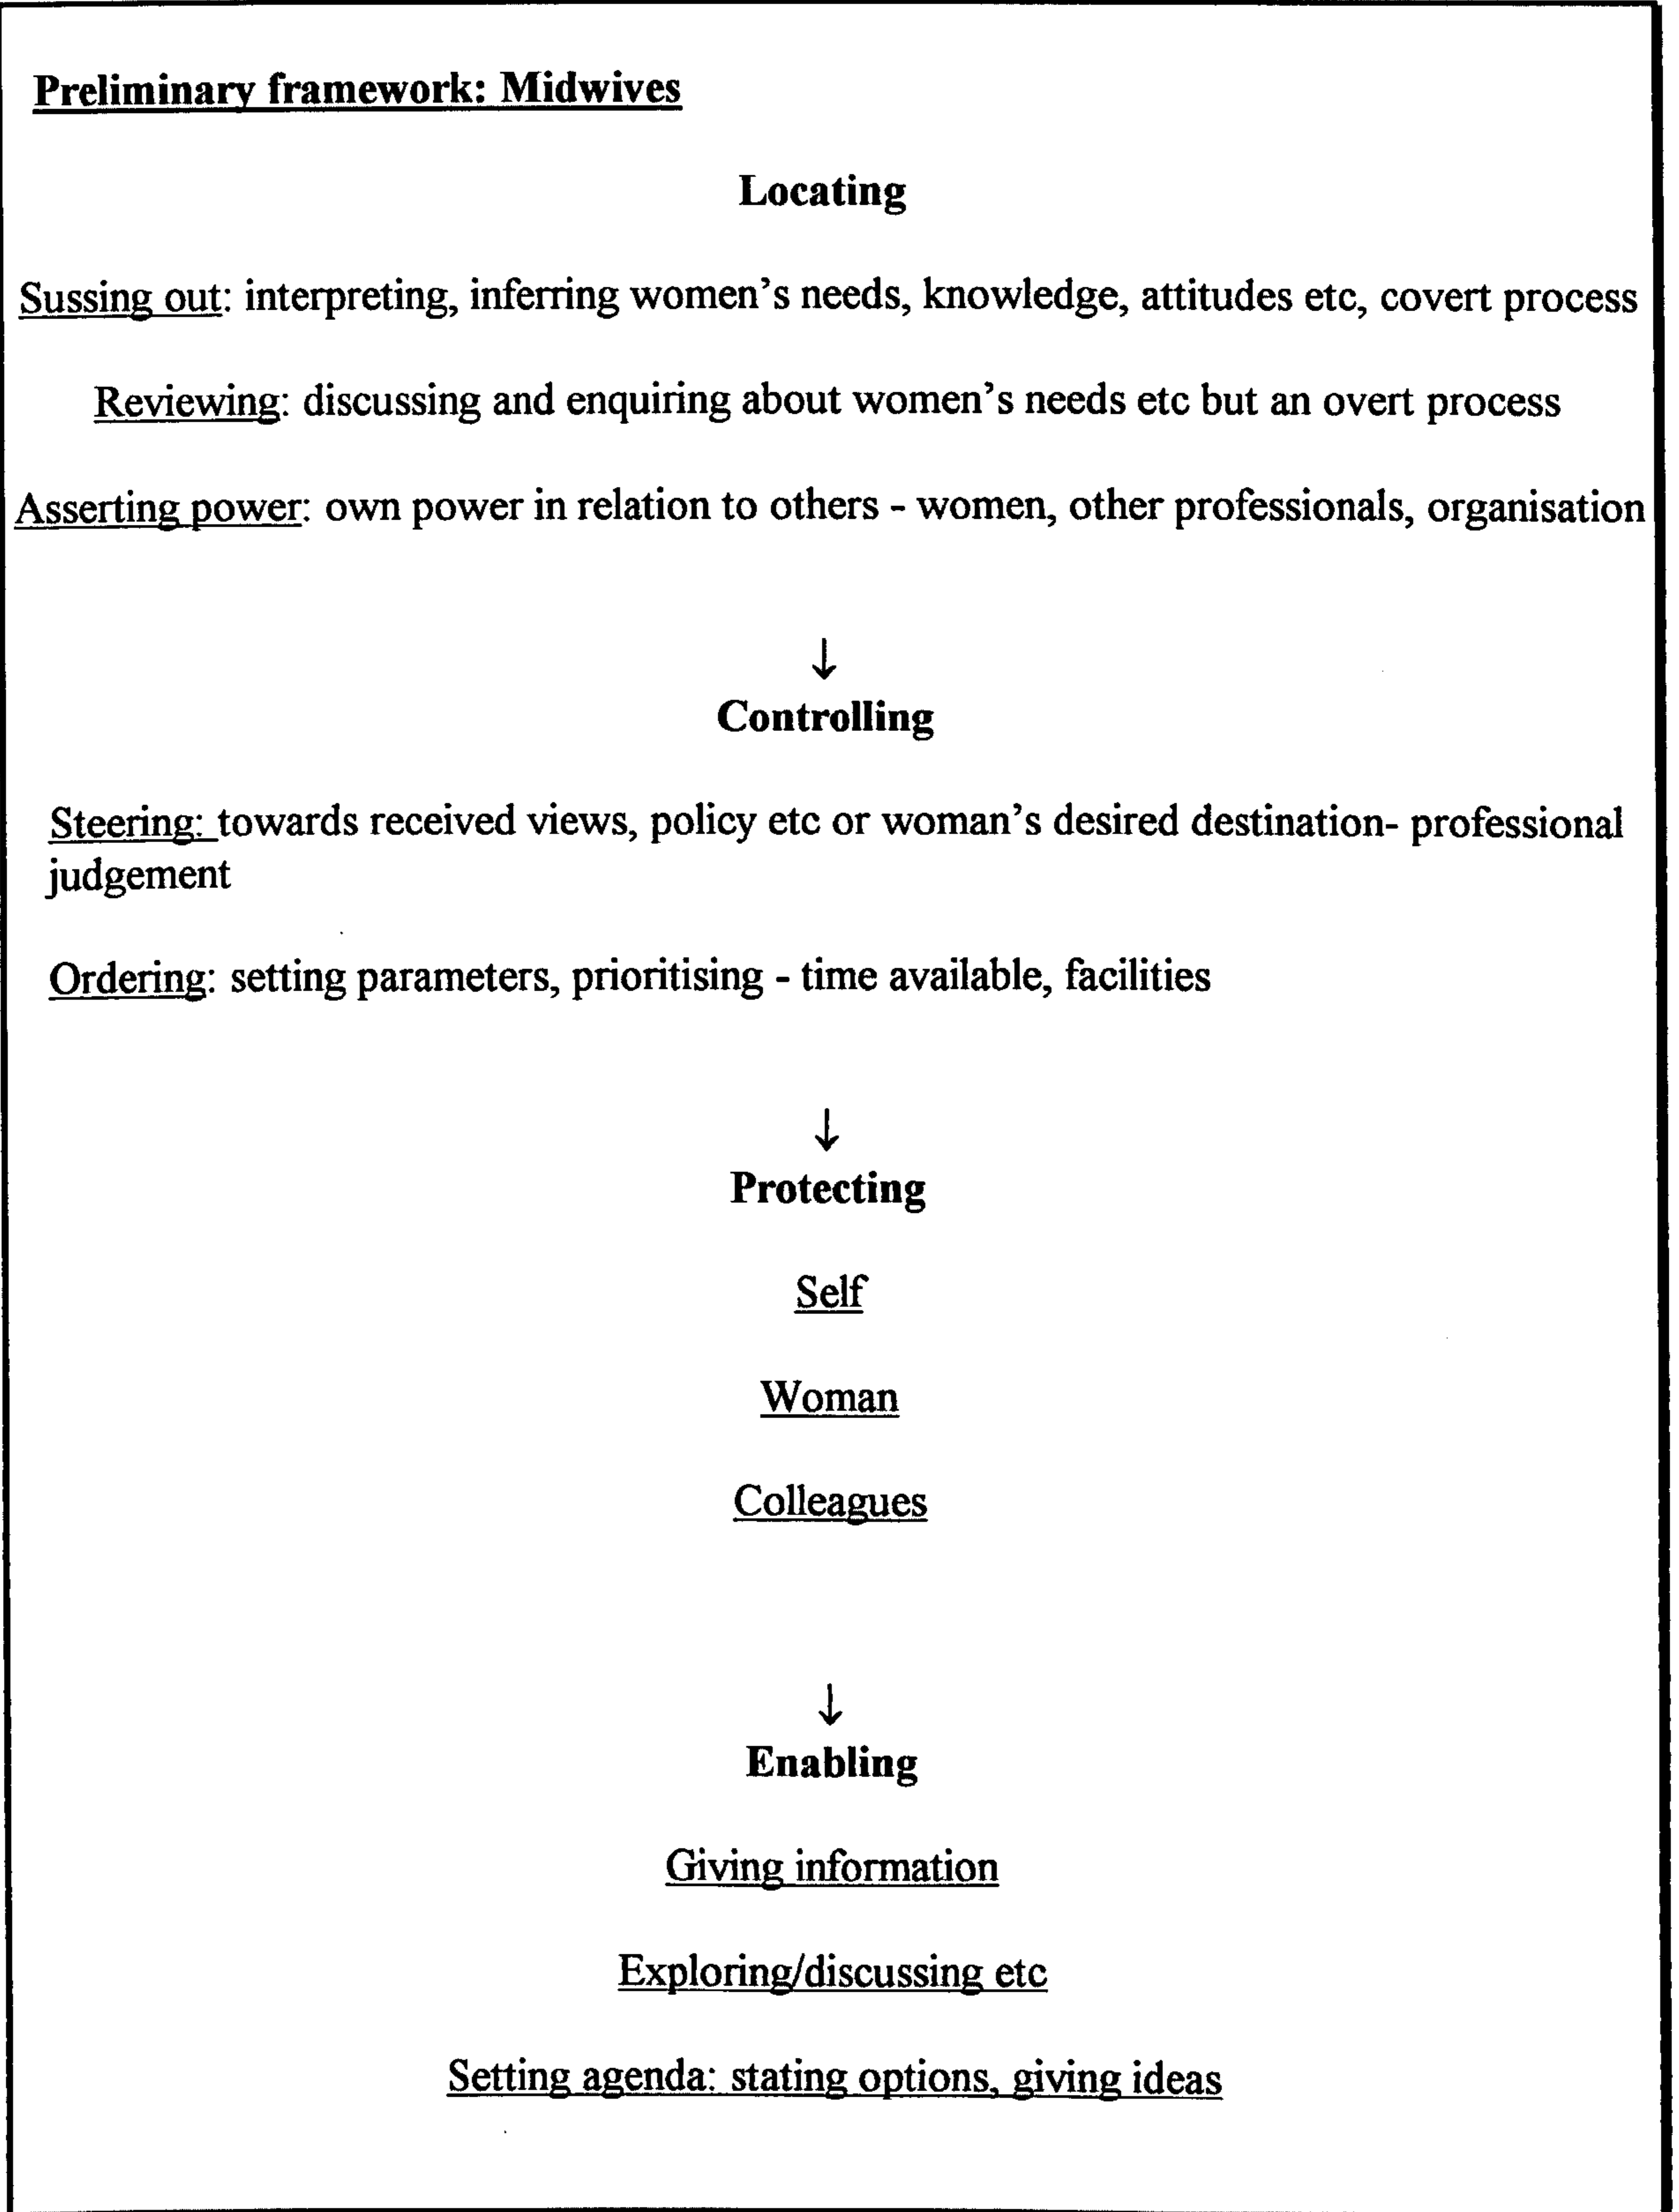 Preliminary framework: Midwives
Locating
Sussing out: interpreting, inferring women's needs, knowledge, attitudes etc, covert process
Reviewing: discussing and enquiring about women's needs etc but an overt process
Asserting power: own power in relation to others - women, other professionals, organisation
↓
Controlling
Steering: towards received views, policy etc or woman's desired destination- professional
judgement
Ordering: setting parameters, prioritising - time available, facilities
↓
Protecting
Self
Woman
Colleagues
↓
Enabling
Giving information
Exploring/discussing etc
Setting agenda: stating options, giving ideas